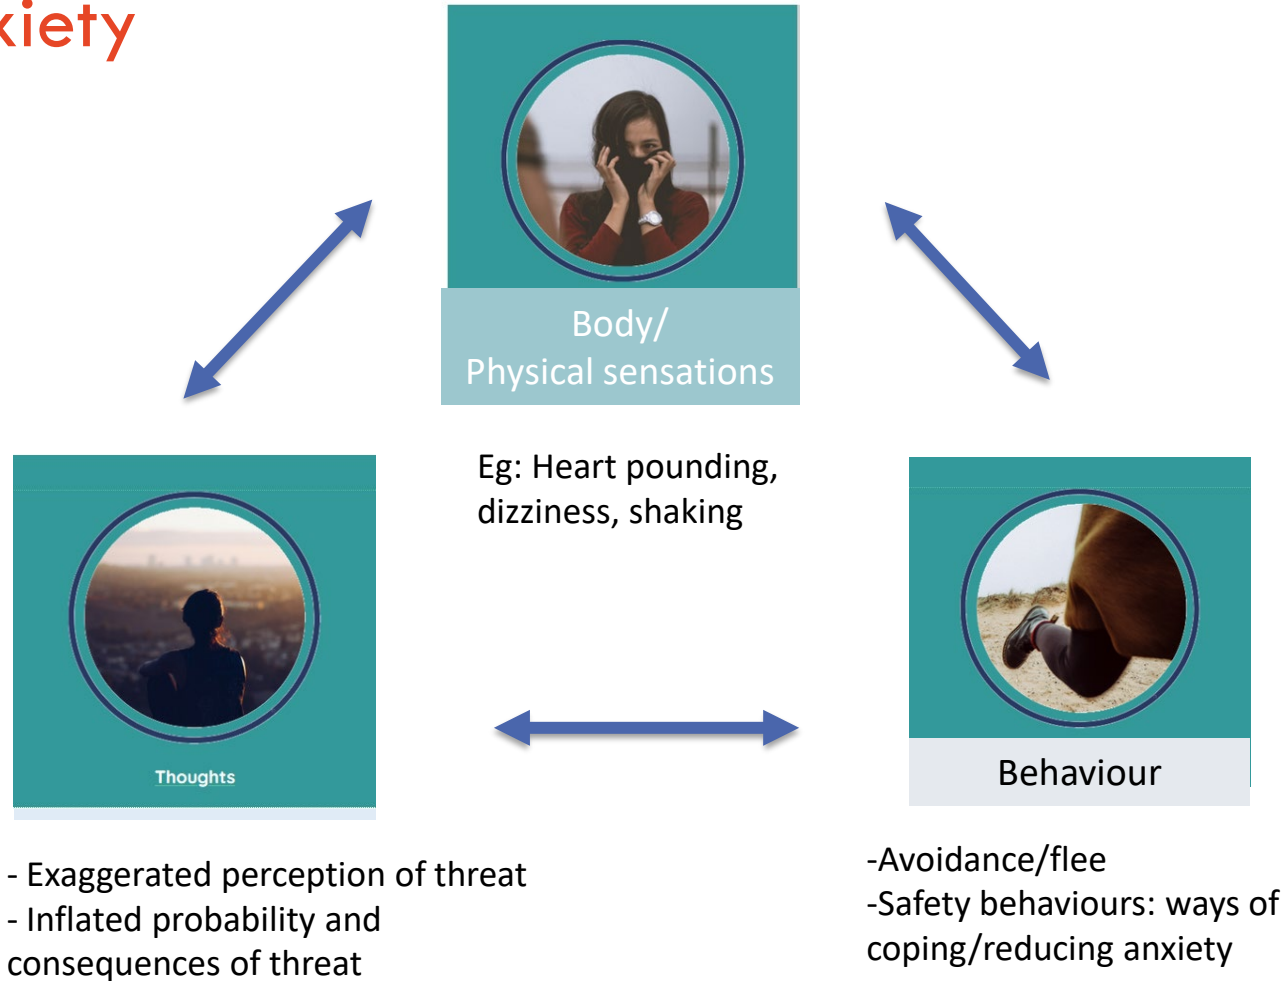 xiety
Body/
Physical sensations
Eg: Heart pounding,
dizziness, shaking
Thoughts
- Exaggerated perception of threat
- Inflated probability and
consequences of threat
Behaviour
-Avoidance/flee
-Safety behaviours: ways of
coping/reducing anxiety